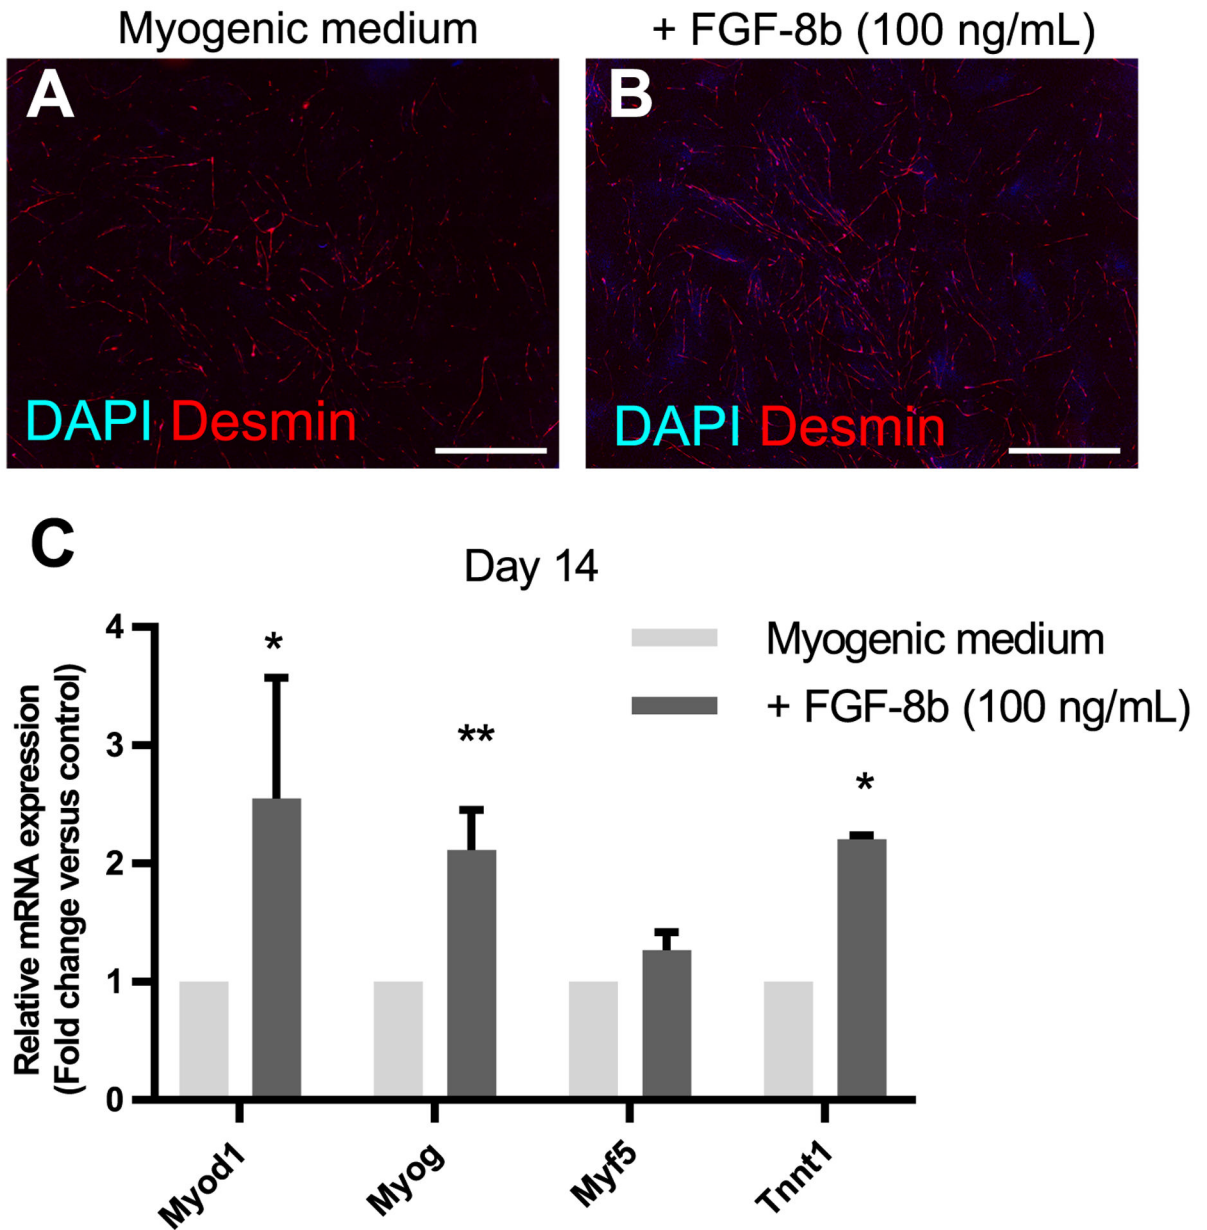 Myogenic medium
+ FGF-8b (100 ng/mL)
A
B
DAPI Desmin
DAPI Desmin
C
Day 14
Myogenic medium
+ FGF-8b (100 ng/mL)
Relative mRNA expression
(Fold change versus control)
4
3
2
1
0
*
**
*
Myod1
Myog
Myf5
Tnnt1